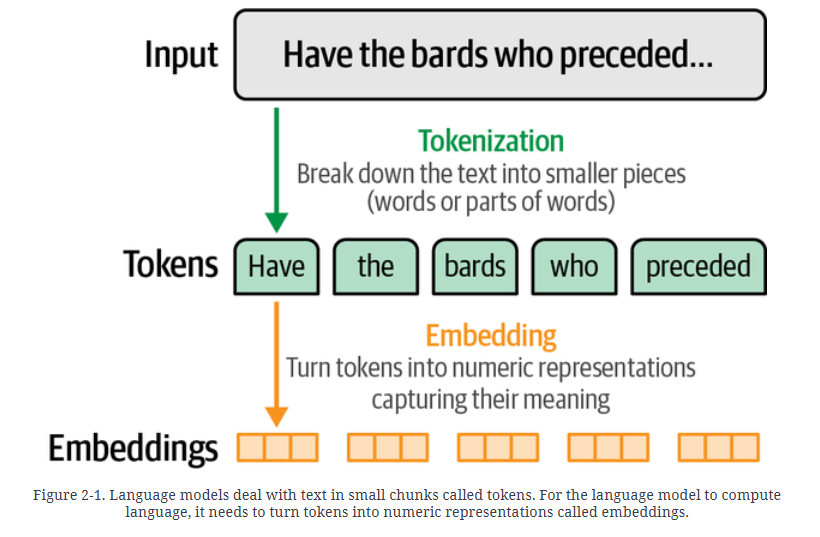 Input
Have the bards who preceded...
Tokenization
Break down the text into smaller pieces
(words or parts of words)
Tokens
Have
the
bards
who
preceded
Embedding
Turn tokens into numeric representations
capturing their meaning
Embeddings
Figure 2-1. Language models deal with text in small chunks called tokens. For the language model to compute
language, it needs to turn tokens into numeric representations called embeddings.